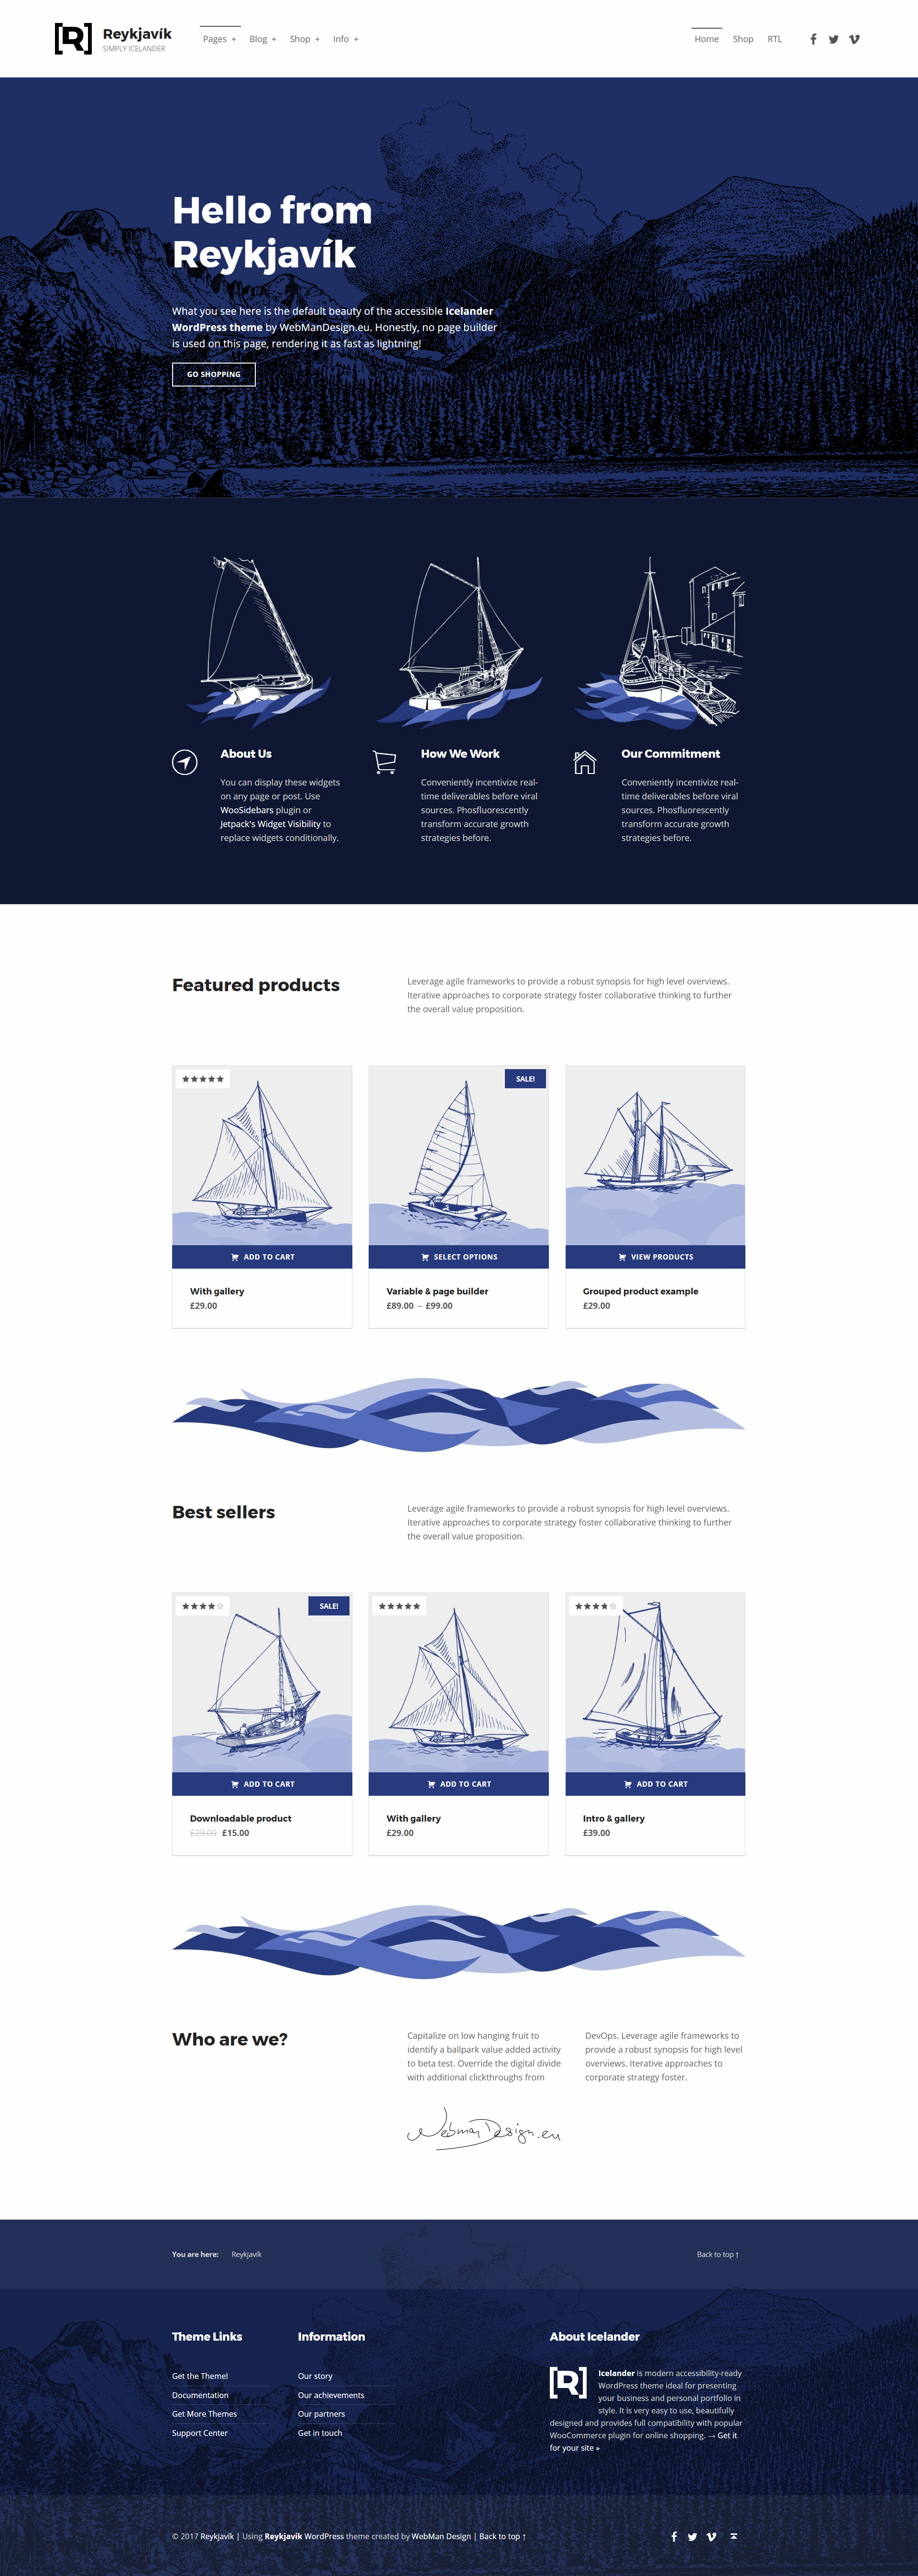 Reykjavík
SIMPLY ICELANDER
Pages + Blog + Shop + Info +
Home Shop RTL
Hello from
Reykjavík
What you see here is the default beauty of the accessible Icelander
WordPress theme by WebManDesign.eu. Honestly, no page builder
is used on this page, rendering it as fast as lightning!
GO SHOPPING
About Us
You can display these widgets
on any page or post. Use
WooSidebars plugin or
Jetpack's Widget Visibility to
replace widgets conditionally.
How We Work
Conveniently incentivize real-
time deliverables before viral
sources. Phosfluorescently
transform accurate growth
strategies before.
Our Commitment
Conveniently incentivize real-
time deliverables before viral
sources. Phosfluorescently
transform accurate growth
strategies before.
Featured products
Leverage agile frameworks to provide a robust synopsis for high level overviews.
Iterative approaches to corporate strategy foster collaborative thinking to further
the overall value proposition.
ADD TO CART
With gallery
£29.00
SALE!
SELECT OPTIONS
Variable & page builder
£89.00 – £99.00
VIEW PRODUCTS
Grouped product example
£29.00
Best sellers
Leverage agile frameworks to provide a robust synopsis for high level overviews.
Iterative approaches to corporate strategy foster collaborative thinking to further
the overall value proposition.
SALE!
ADD TO CART
Downloadable product
£29.00 £15.00
ADD TO CART
With gallery
£29.00
ADD TO CART
Intro & gallery
£39.00
Who are we?
Capitalize on low hanging fruit to
identify a ballpark value added activity
to beta test. Override the digital divide
with additional clickthroughs from
DevOps. Leverage agile frameworks to
provide a robust synopsis for high level
overviews. Iterative approaches to
corporate strategy foster.
WebmanDesign.eu
You are here: Reykjavík
Back to top ↑
Theme Links
Get the Theme!
Documentation
Get More Themes
Support Center
Information
Our story
Our achievements
Our partners
Get in touch
About Icelander
[R]
Icelander is modern accessibility-ready
WordPress theme ideal for presenting
your business and personal portfolio in
style. It is very easy to use, beautifully
designed and provides full compatibility with popular
WooCommerce plugin for online shopping. → Get it
for your site »
© 2017 Reykjavík | Using Reykjavik WordPress theme created by WebMan Design | Back to top ↑